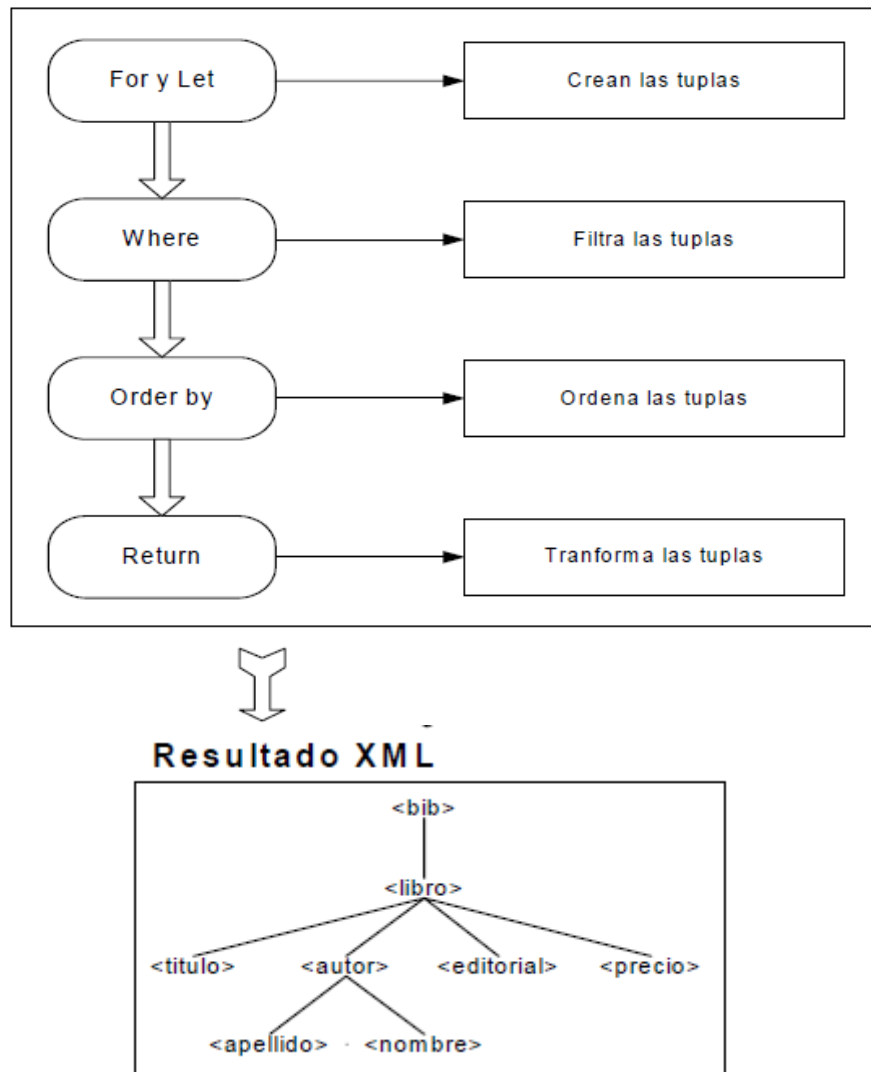 For y Let
Crean las tuplas
Where
Filtra las tuplas
Order by
Ordena las tuplas
Return
Tranforma las tuplas
Resultado XML
<bib>
<libro>
<titulo> <autor> <editorial> <precio>
<apellido> <nombre>